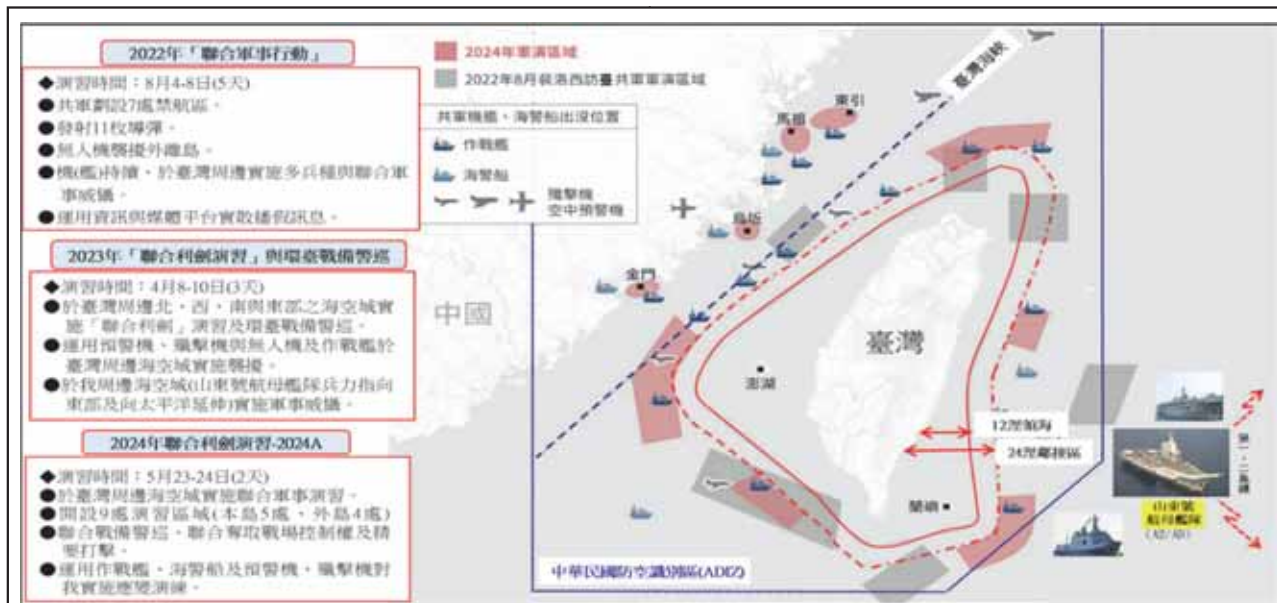 2022年「聯合軍事行動」
◆演習時間：8月4-8日(5天)
●共軍劃設7處禁航區。
●發射11枚導彈。
●無人機襲擾外離島。
●機(艦)持續，於臺灣周邊實施多兵種與聯合軍
事威懾。
●運用資訊與媒體平台實散播假訊息。
2023年「聯合利劍演習」與環臺戰備警巡
◆演習時間：4月8-10日(3天)
●於臺灣周邊北、西、南與東部之海空域實
施「聯合利劍」演習及環臺戰備警巡。
●運用預警機、殲擊機與無人機及作戰艦於
臺灣周邊海空域實施襲擾。
●於我周邊海空域(山東號航母艦隊兵力指向
東部及向太平洋延伸)實施軍事威懾。
2024年聯合利劍演習-2024A
◆演習時間：5月23-24日(2天)
●於臺灣周邊海空域實施聯合軍事演習。
●開設9處演習區域(本島5處、外島4處)
●聯合戰備警巡、聯合奪取戰場控制權及精
要打擊。
●運用作戰艦、海警船及預警機、殲擊機對
我實施應變演練。
2024年軍演區域
2022年8月裴洛西訪臺共軍軍演區域
共軍機艦、海警船出沒位置
作戰艦
海警船
殲擊機
空中預警機
臺灣海峽
東引
馬祖
烏坵
金門
中國
臺灣
澎湖
12浬領海
24浬鄰接區
蘭嶼
中華民國防空識別區(ADIZ)
第一、二島鏈
山東號
航母艦隊
(A2/AD)